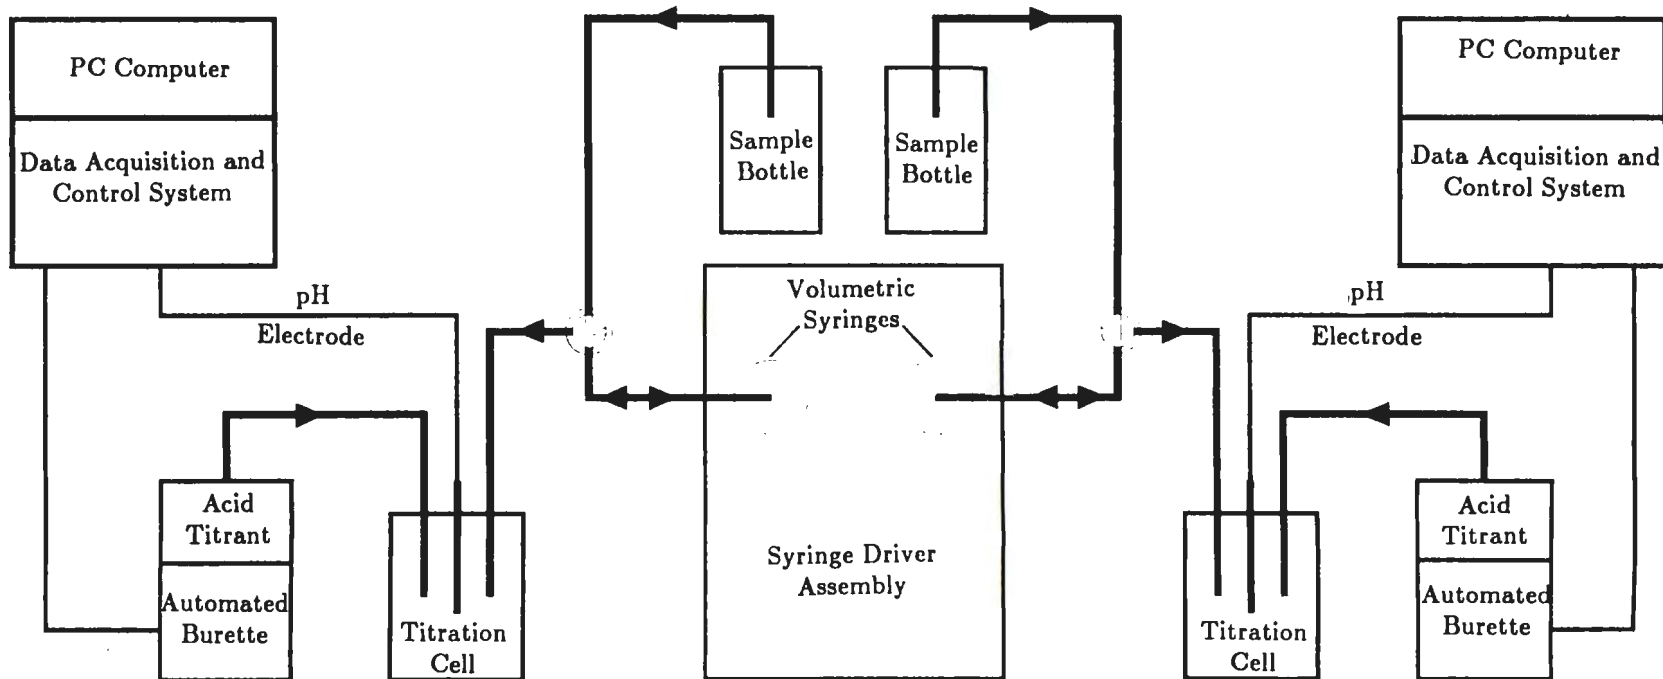 PC Computer
Data Acquisition and
Control System
pH
Electrode
Acid
Titrant
Automated
Burette
Titration
Cell
Sample
Bottle
Sample
Bottle
Volumetric
Syringes
Syringe Driver
Assembly
PC Computer
Data Acquisition and
Control System
pH
Electrode
Titration
Cell
Acid
Titrant
Automated
Burette